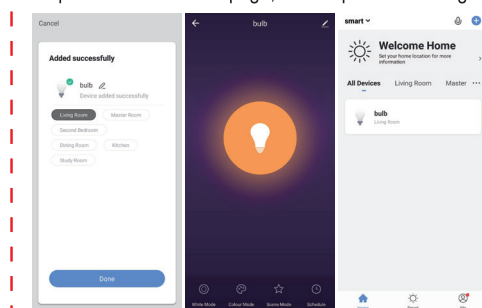 Cancel
Added successfully
bulb
Device added successfully
Living Room
Master Room
Second Bedroom
Dining Room
Kitchen
Study Room
Done
bulb
White Mode
Colour Mode
Scene Mode
Schedule
smart
Welcome Home
Set your home location for more
information
All Devices
Living Room
Master
bulb
Living Room